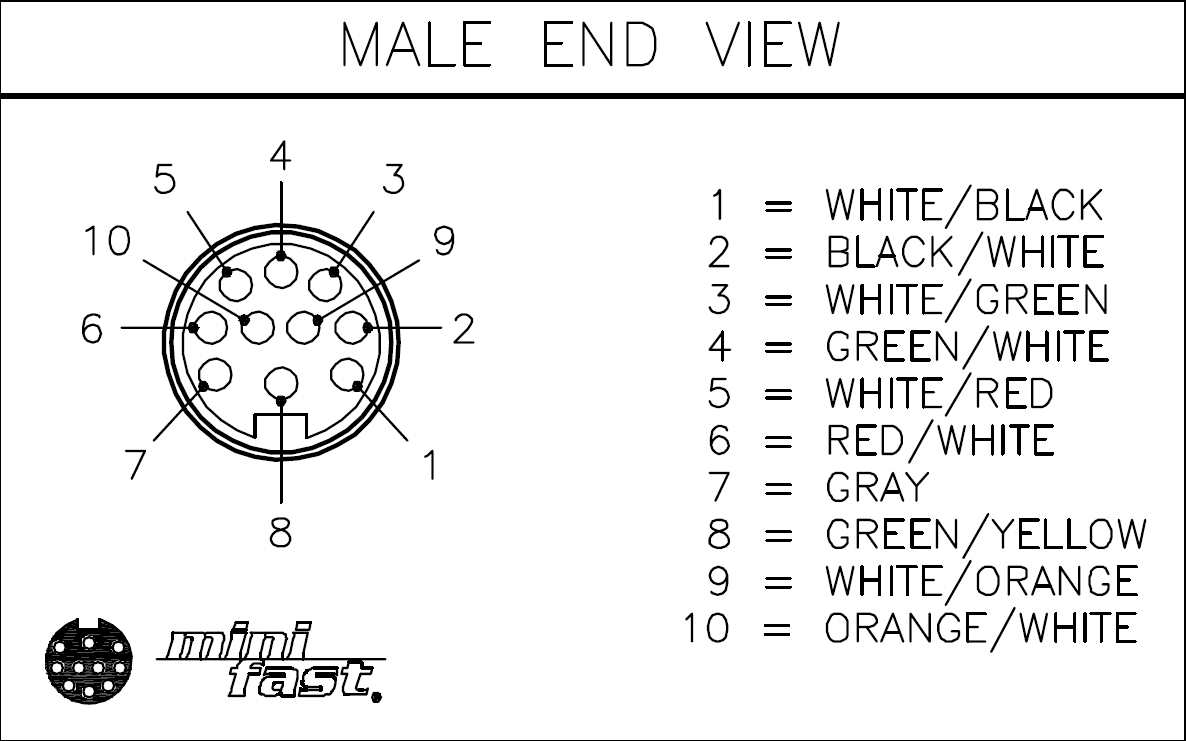 MALE END VIEW
4
5
3
10
9
6
2
7
1
8
1 = WHITE/BLACK
2 = BLACK/WHITE
3 = WHITE/GREEN
4 = GREEN/WHITE
5 = WHITE/RED
6 = RED/WHITE
7 = GRAY
8 = GREEN/YELLOW
9 = WHITE/ORANGE
10 = ORANGE/WHITE
mini
fast®